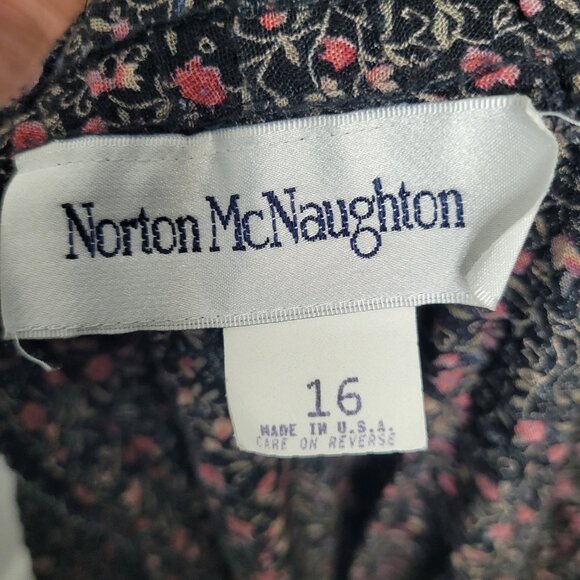 Norton McNaughton
16
MADE IN U.S.A.
CARE ON REVERSE